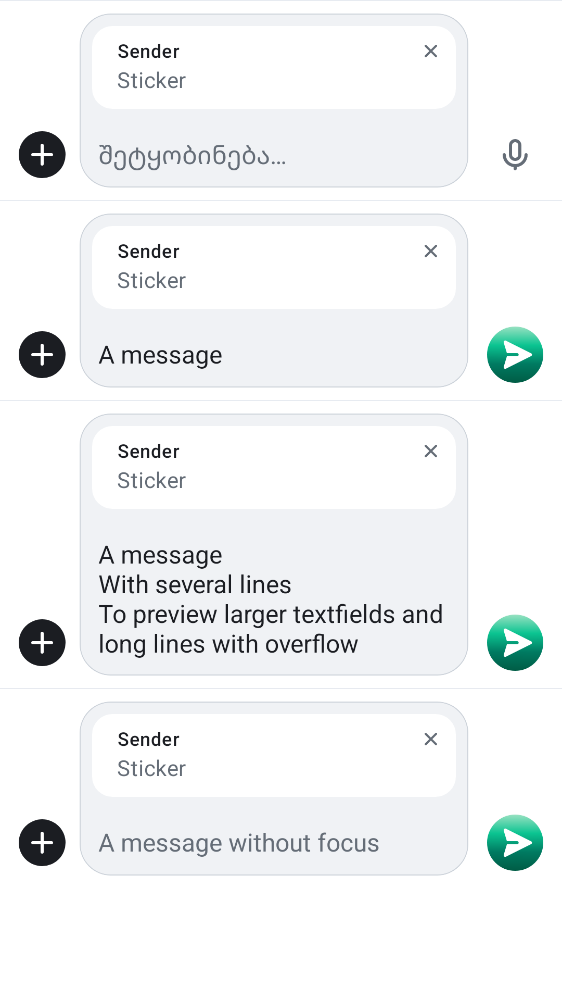 Sender
Sticker
შეტყობინება…
Sender
Sticker
A message
Sender
Sticker
A message
With several lines
To preview larger textfields and
long lines with overflow
Sender
Sticker
A message without focus